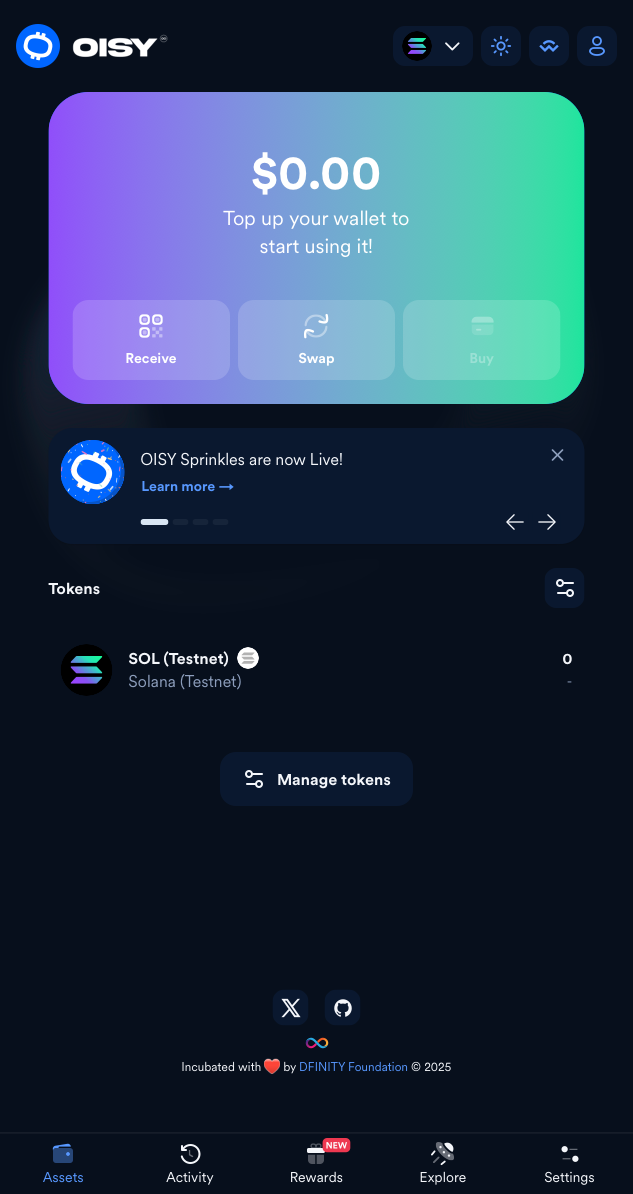 OISY
$0.00
Top up your wallet to
start using it!
Receive
Swap
Buy
OISY Sprinkles are now Live!
Learn more →
Tokens
SOL (Testnet)
0
Solana (Testnet)
-
Manage tokens
Incubated with ❤️ by DFINITY Foundation © 2025
NEW
Assets
Activity
Rewards
Explore
Settings